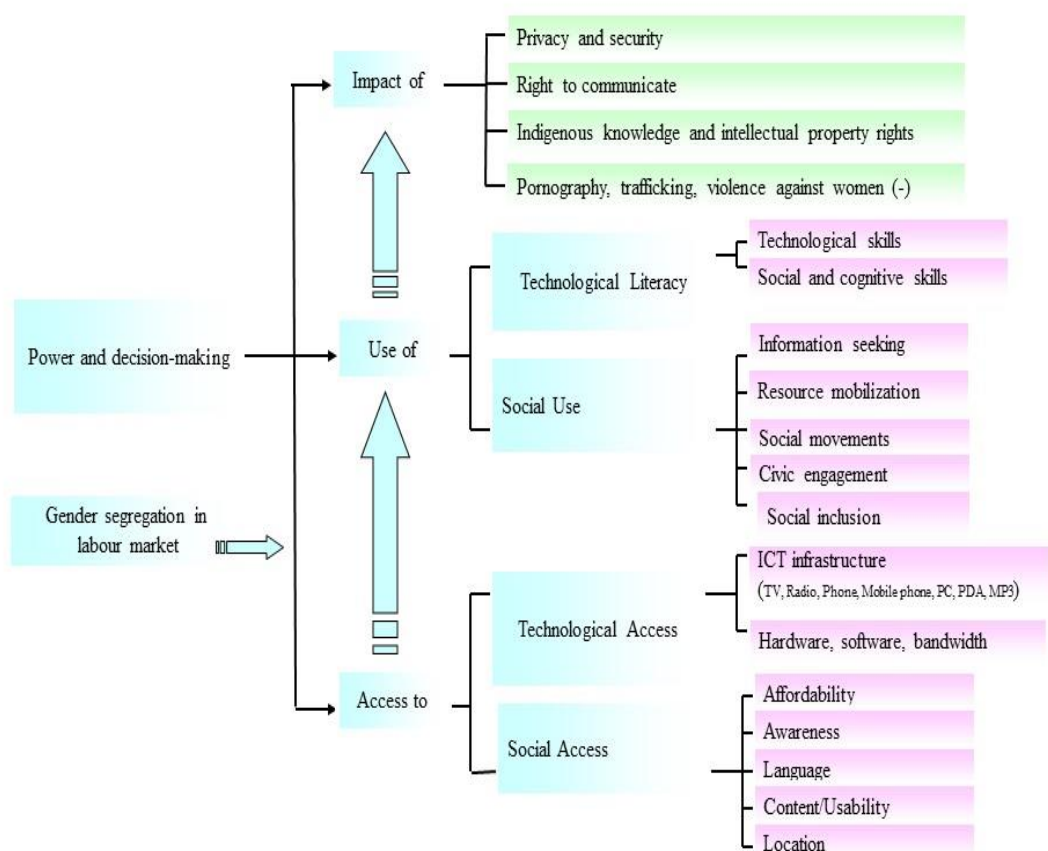 Impact of
Privacy and security
Right to communicate
Indigenous knowledge and intellectual property rights
Pornography, trafficking, violence against women (-)
Power and decision-making
Use of
Technological Literacy
Technological skills
Social and cognitive skills
Social Use
Information seeking
Resource mobilization
Social movements
Civic engagement
Social inclusion
Gender segregation in
labour market
Access to
Technological Access
ICT infrastructure
(TV, Radio, Phone, Mobile phone, PC, PDA, MP3)
Hardware, software, bandwidth
Social Access
Affordability
Awareness
Language
Content/Usability
Location